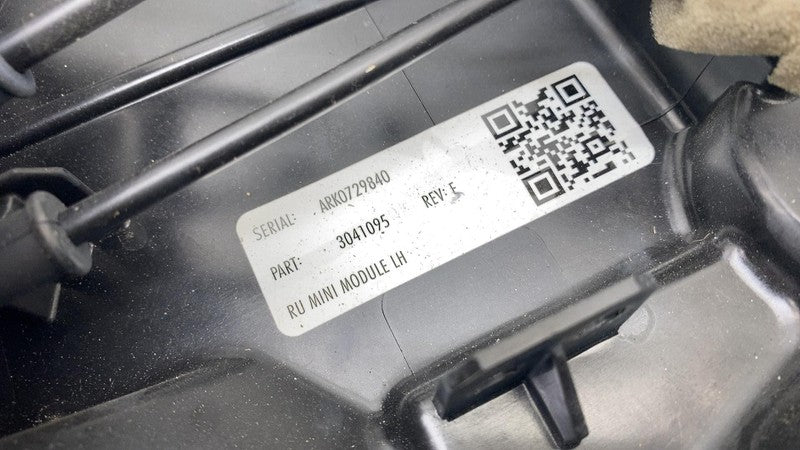 SERIAL: ARK0729840
PART: 3041095 REV: E
RU MINI MODULE LH